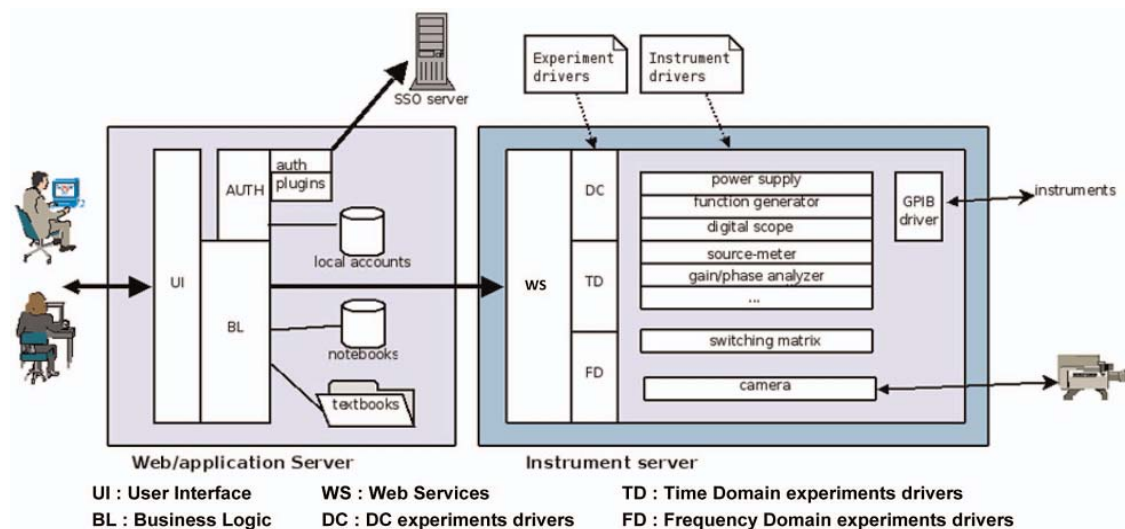 SSO server
Experiment
drivers
Instrument
drivers
UI
AUTH
auth
plugins
local accounts
BL
notebooks
textbooks
Web/application Server
WS
DC
TD
FD
power supply
function generator
digital scope
source-meter
gain/phase analyzer
...
switching matrix
camera
GPIB
driver
instruments
Instrument server
UI : User Interface
WS : Web Services
TD : Time Domain experiments drivers
BL : Business Logic
DC : DC experiments drivers
FD : Frequency Domain experiments drivers